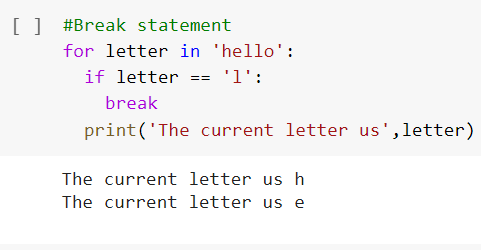 [ ] #Break statement
for letter in 'hello':
  if letter == 'l':
    break
  print('The current letter us',letter)
The current letter us h
The current letter us e